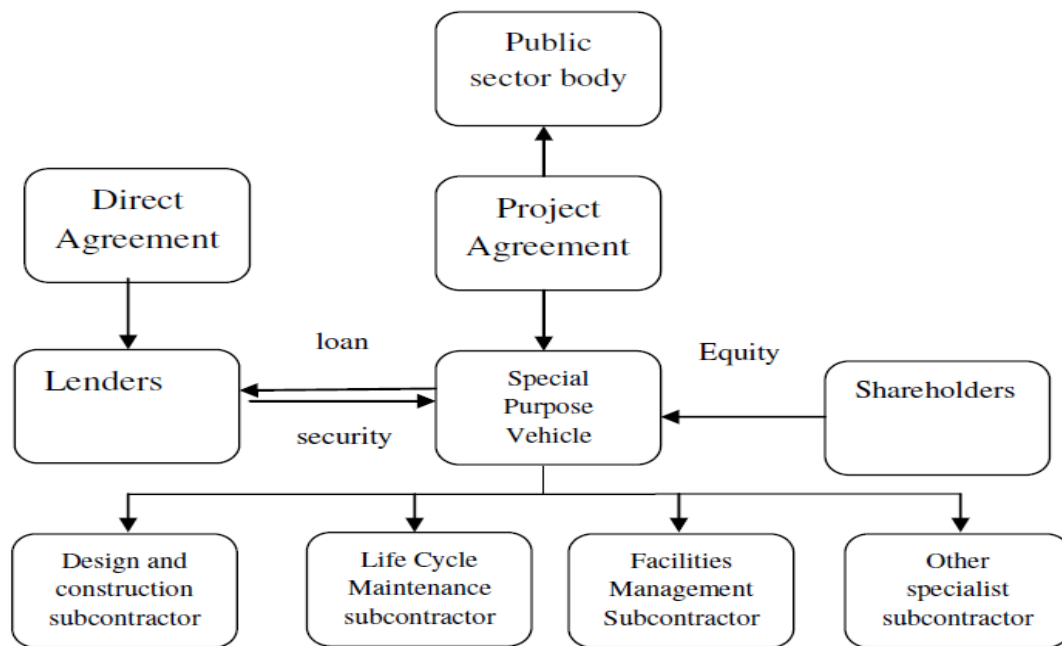 Public
sector body
Direct
Agreement
Project
Agreement
loan
Equity
Lenders
Special
Purpose
Vehicle
Shareholders
security
Design and
construction
subcontractor
Life Cycle
Maintenance
subcontractor
Facilities
Management
Subcontractor
Other
specialist
subcontractor